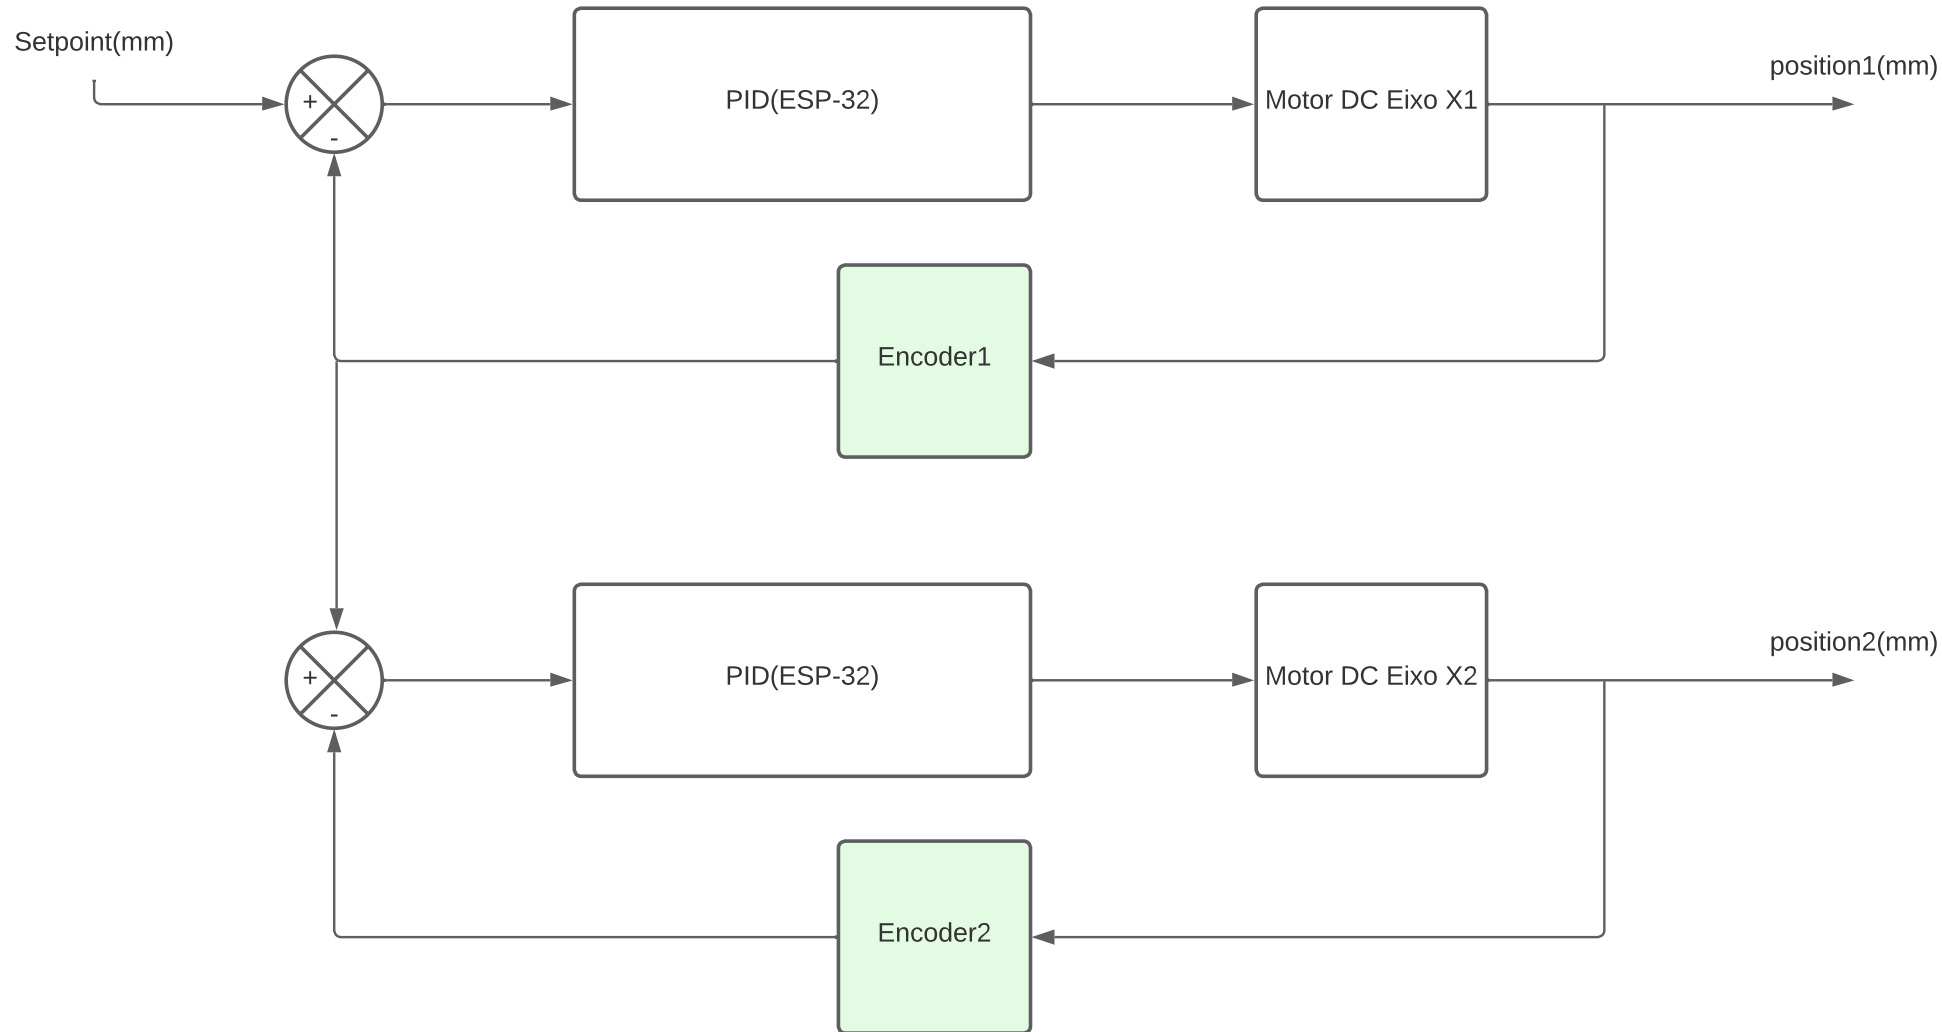 Setpoint(mm)
+
-
PID(ESP-32)
Motor DC Eixo X1
position1(mm)
Encoder1
+
-
PID(ESP-32)
Motor DC Eixo X2
position2(mm)
Encoder2